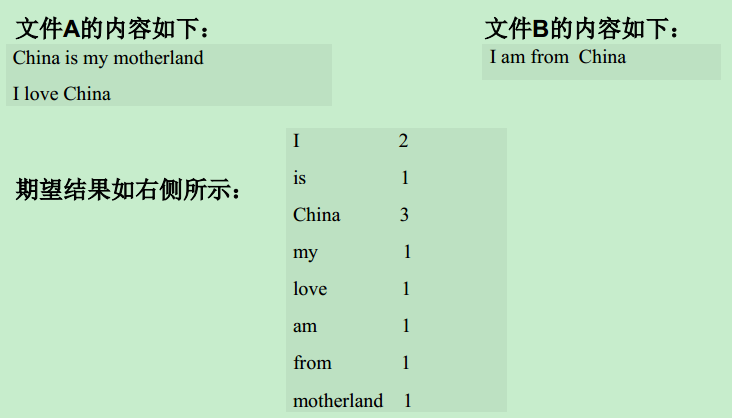 文件A的内容如下：
China is my motherland
I love China
文件B的内容如下：
I am from  China
期望结果如右侧所示：
I 2
is 1
China 3
my 1
love 1
am 1
from 1
motherland 1